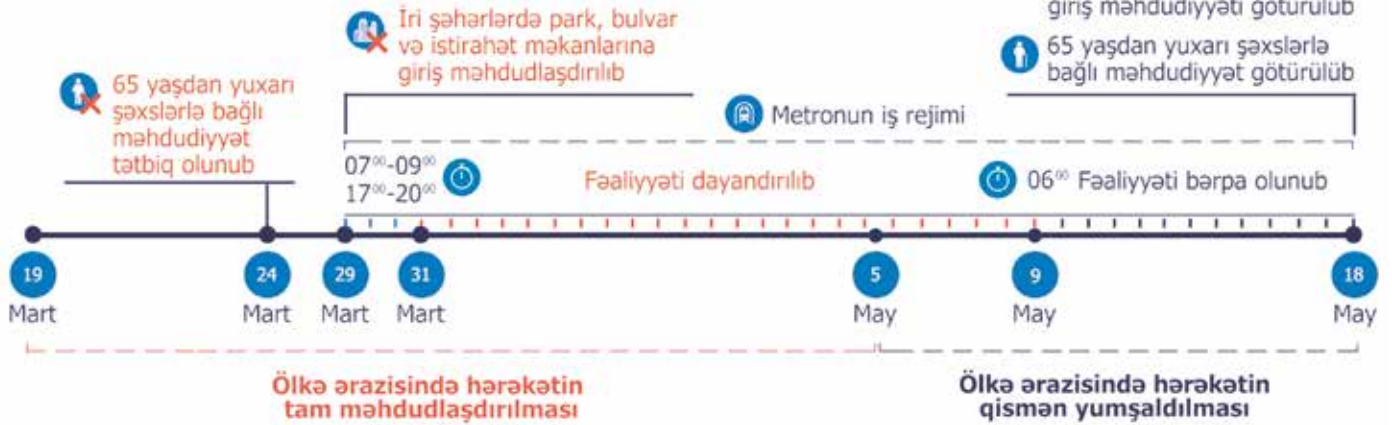 İri şəhərlərdə park, bulvar
və istirahət məkanlarına
giriş məhdudlaşdırılıb
giriş məhdudiyyəti götürülüb
65 yaşdan yuxarı şəxslərlə
bağlı məhdudiyyət götürülüb
65 yaşdan yuxarı
şəxslərlə bağlı
məhdudiyyət
tətbiq olunub
Metronun iş rejimi
07⁰⁰-09⁰⁰
17⁰⁰-20⁰⁰
Fəaliyyəti dayandırılıb
06⁰⁰ Fəaliyyəti bərpa olunub
19
Mart
24
Mart
29
Mart
31
Mart
5
May
9
May
18
May
Ölkə ərazisində hərəkətin
tam məhdudlaşdırılması
Ölkə ərazisində hərəkətin
qismən yumşaldılması